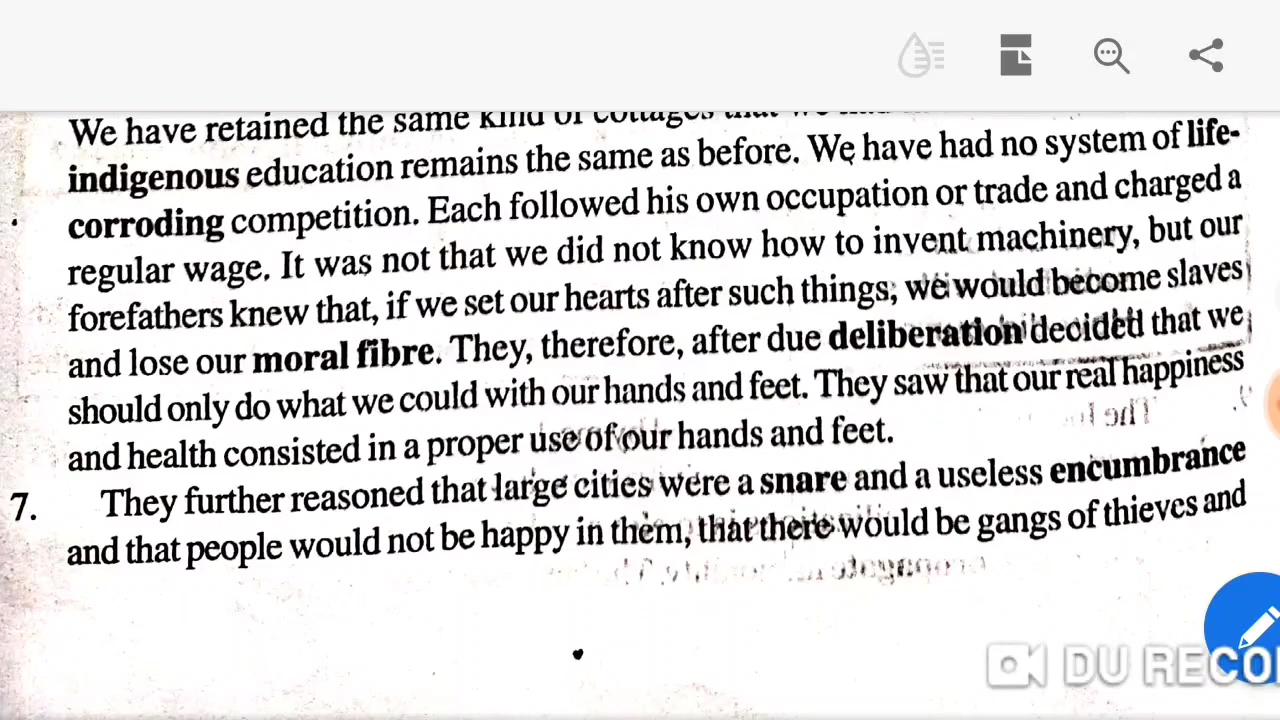 We have retained the same kind of cottages that we
indigenous education remains the same as before. We have had no system of life-
corroding competition. Each followed his own occupation or trade and charged a
regular wage. It was not that we did not know how to invent machinery, but our
forefathers knew that, if we set our hearts after such things, we would become slaves
and lose our moral fibre. They, therefore, after due deliberation decided that we
should only do what we could with our hands and feet. They saw that our real happiness
and health consisted in a proper use of our hands and feet.
7. They further reasoned that large cities were a snare and a useless encumbrance
and that people would not be happy in them, that there would be gangs of thieves and
DU RECO